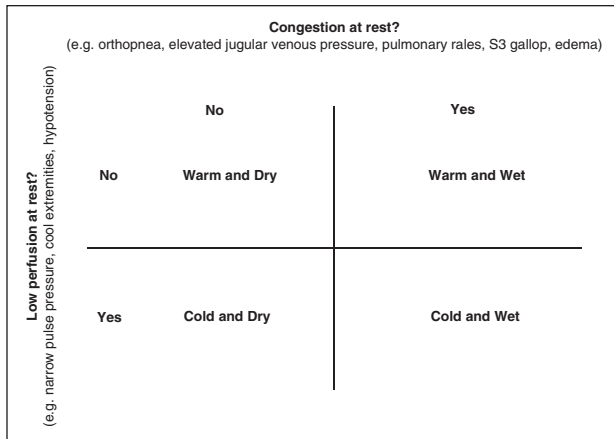 Congestion at rest?
(e.g. orthopnea, elevated jugular venous pressure, pulmonary rales, S3 gallop, edema)
Low perfusion at rest?
(e.g. narrow pulse pressure, cool extremities, hypotension)
No Yes
No Warm and Dry Warm and Wet
Yes Cold and Dry Cold and Wet